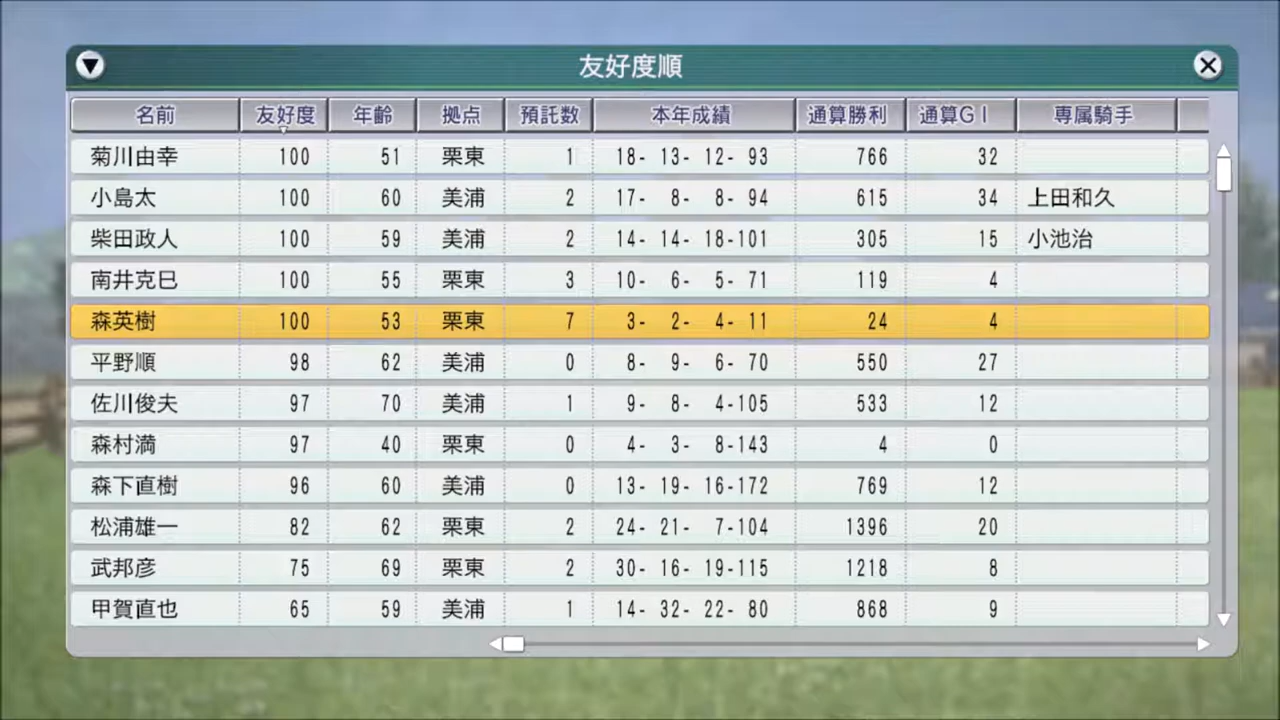 友好度順
名前 友好度 年齢 拠点 預託数 本年成績 通算勝利 通算GⅠ 専属騎手
菊川由幸 100 51 栗東 1 18- 13- 12- 93 766 32
小島太 100 60 美浦 2 17- 8- 8- 94 615 34 上田和久
柴田政人 100 59 美浦 2 14- 14- 18-101 305 15 小池治
南井克巳 100 55 栗東 3 10- 6- 5- 71 119 4
森英樹 100 53 栗東 7 3- 2- 4- 11 24 4
平野順 98 62 美浦 0 8- 9- 6- 70 550 27
佐川俊夫 97 70 美浦 1 9- 8- 4-105 533 12
森村満 97 40 栗東 0 4- 3- 8-143 4 0
森下直樹 96 60 美浦 0 13- 19- 16-172 769 12
松浦雄一 82 62 栗東 2 24- 21- 7-104 1396 20
武邦彦 75 69 栗東 2 30- 16- 19-115 1218 8
甲賀直也 65 59 美浦 1 14- 32- 22- 80 868 9